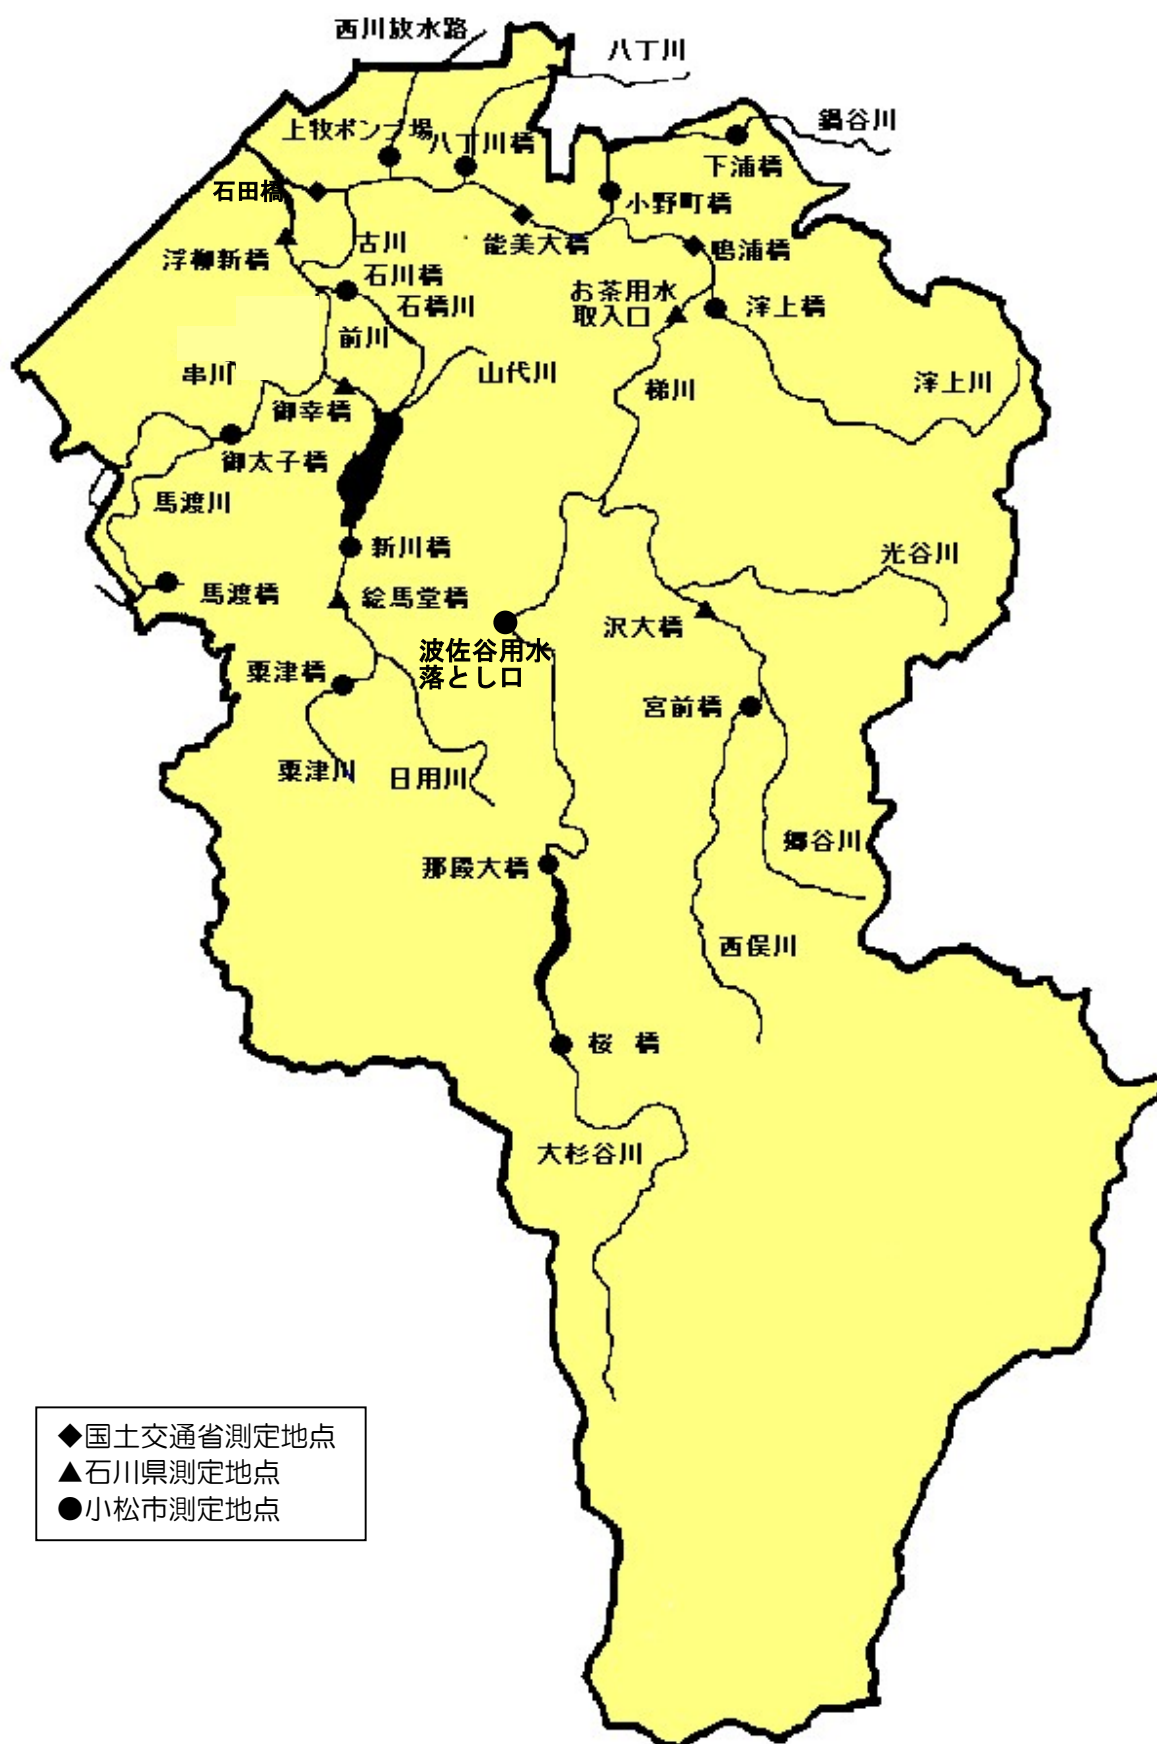 西川放水路
八丁川
鍋谷川
上牧ポンプ場
八丁川橋
下浦橋
石田橋
小野町橋
浮柳新橋
古川
能美大橋
鴨浦橋
石川橋
石橋川
お茶用水
取入口
滓上橋
前川
串川
山代川
梯川
滓上川
御幸橋
御太子橋
馬渡川
新川橋
光谷川
馬渡橋
絵馬堂橋
沢大橋
波佐谷用水
落とし口
粟津橋
宮前橋
粟津川
日用川
郷谷川
那殿大橋
西俣川
桜 橋
大杉谷川
◆国土交通省測定地点
▲石川県測定地点
●小松市測定地点